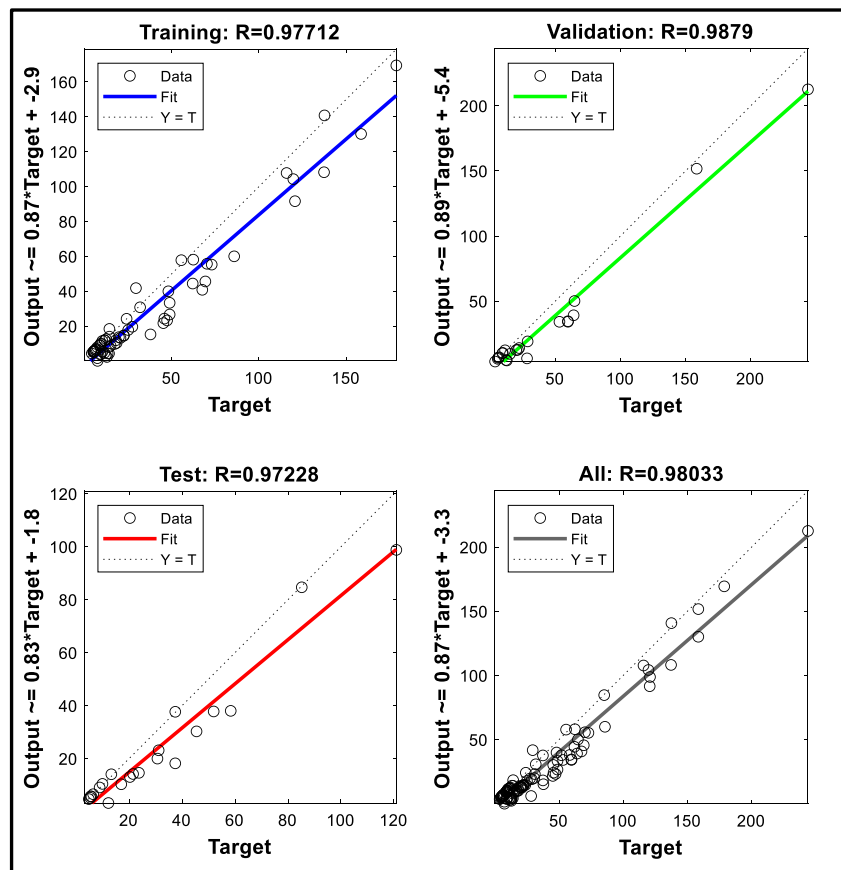 Training: R=0.97712
Output ~= 0.87*Target + -2.9
160
140
120
100
80
60
40
20
Data
Fit
Y = T
50
100
150
Target
Validation: R=0.9879
Output ~= 0.89*Target + -5.4
200
150
100
50
Data
Fit
Y = T
50
100
150
200
Target
Test: R=0.97228
Output ~= 0.83*Target + -1.8
120
100
80
60
40
20
Data
Fit
Y = T
20
40
60
80
100
120
Target
All: R=0.98033
Output ~= 0.87*Target + -3.3
200
150
100
50
Data
Fit
Y = T
50
100
150
200
Target